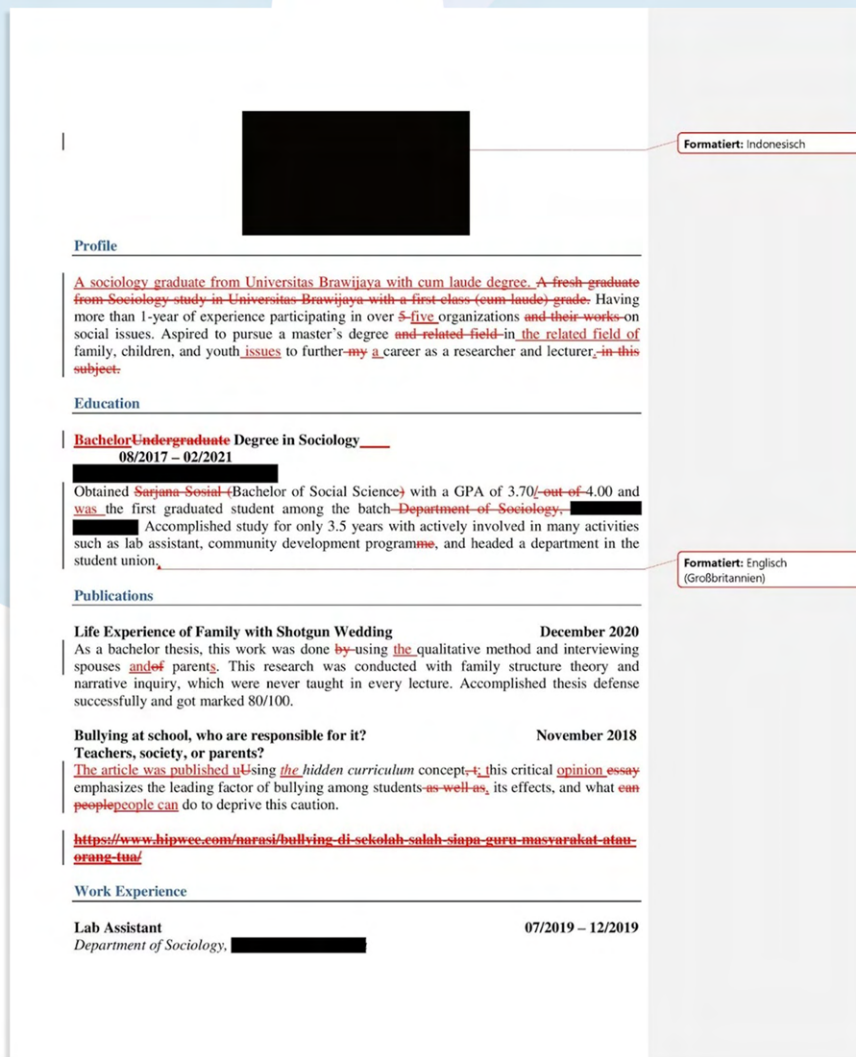 Formatiert: Indonesisch
Profile
A sociology graduate from Universitas Brawijaya with cum laude degree. A fresh graduate
from Sociology study in Universitas Brawijaya with a first class (cum laude) grade. Having
more than 1-year of experience participating in over 5 five organizations and their works on
social issues. Aspired to pursue a master's degree and related field in the related field of
family, children, and youth issues to further my a career as a researcher and lecturer. in this
subject.
Education
BachelorUndergraduate Degree in Sociology
08/2017 – 02/2021
Obtained Sarjana Sosial (Bachelor of Social Science) with a GPA of 3.70/ out of 4.00 and
was the first graduated student among the batch Department of Sociology,
Accomplished study for only 3.5 years with actively involved in many activities
such as lab assistant, community development programme, and headed a department in the
student union.
Formatiert: Englisch
(Großbritannien)
Publications
Life Experience of Family with Shotgun Wedding December 2020
As a bachelor thesis, this work was done by using the qualitative method and interviewing
spouses andof parents. This research was conducted with family structure theory and
narrative inquiry, which were never taught in every lecture. Accomplished thesis defense
successfully and got marked 80/100.
Bullying at school, who are responsible for it? November 2018
Teachers, society, or parents?
The article was published uUsing the hidden curriculum concept, t; this critical opinion essay
emphasizes the leading factor of bullying among students as well as, its effects, and what can
peoplepeople can do to deprive this caution.
https://www.hipwee.com/narasi/bullying-di-sekolah-salah-siapa-guru-masyarakat-atau-
orang-tua/
Work Experience
Lab Assistant 07/2019 – 12/2019
Department of Sociology,